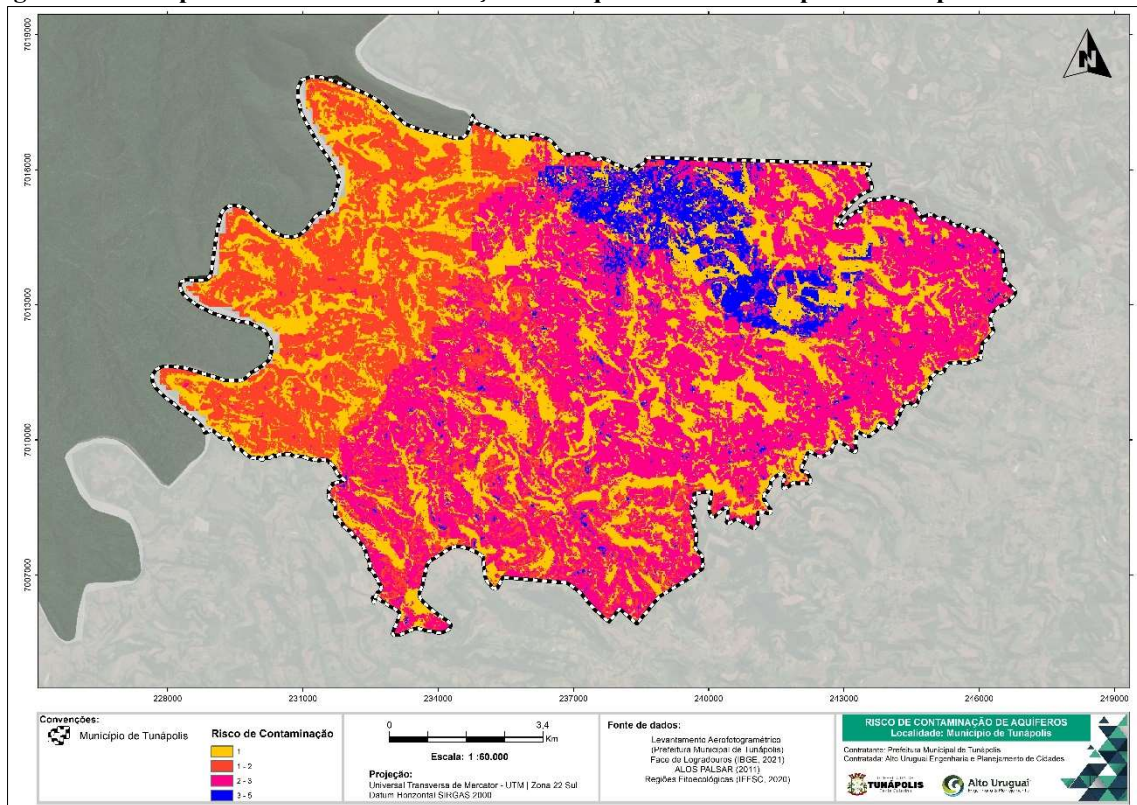 7019000
7016000
7013000
7010000
7007000
N
228000
231000
234000
237000
240000
243000
246000
249000
Convenções:
Município de Tunápolis
Risco de Contaminação
1
1 - 2
2 - 3
3 - 5
0 3,4
Km
Escala: 1:60.000
Projeção:
Universal Transversa de Mercator - UTM | Zona 22 Sul
Datum Horizontal SIRGAS 2000
Fonte de dados:
Levantamento Aerofotogramétrico
(Prefeitura Municipal de Tunápolis)
Face de Logradouros (IBGE, 2021)
ALOS PALSAR (2011)
Regiões Fitoecológicas (IFFSC, 2020)
RISCO DE CONTAMINAÇÃO DE AQUÍFEROS
Localidade: Município de Tunápolis
Contratante: Prefeitura Municipal de Tunápolis
Contratada: Alto Uruguai Engenharia e Planejamento de Cidades
TUNÁPOLIS
Alto Uruguai